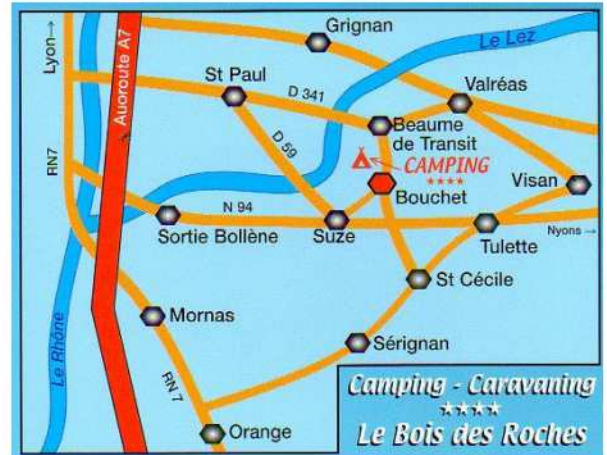 Lyon→
Auoroute A7
Grignan
Le Lez
St Paul
D 341
Valréas
Beaume
de Transit
D 59
CAMPING
★★★★
RN7
Bouchet
Visan
N 94
Sortie Bollène
Suze
Tulette
Nyons →
St Cécile
Mornas
Sérignan
Le Rhône
RN 7
Orange
Camping - Caravaning
★★★★
Le Bois des Roches